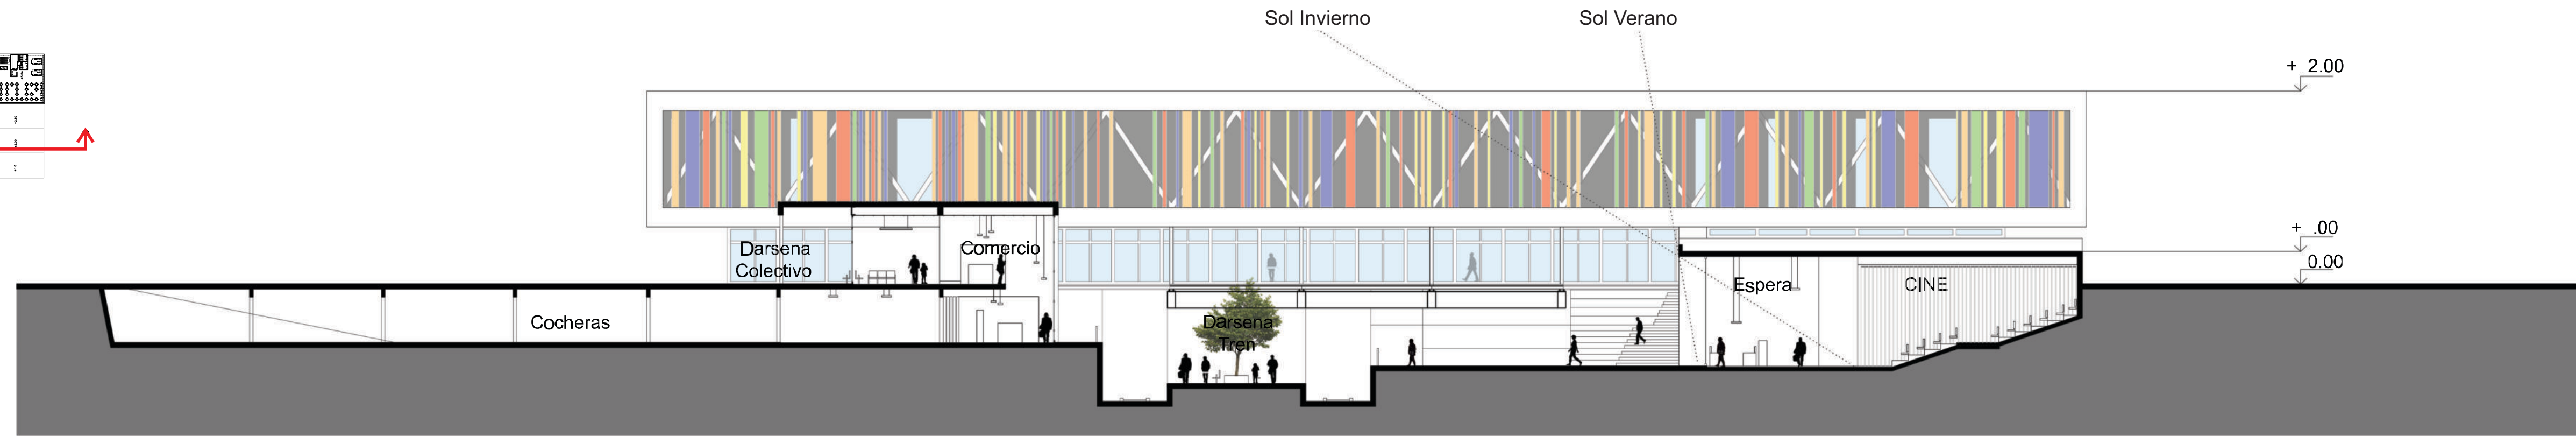 Sol Invierno
Sol Verano
+ 2.00
+ .00
0.00
Darsena
Colectivo
Comercio
Espera
CINE
Cocheras
Darsena
Tren